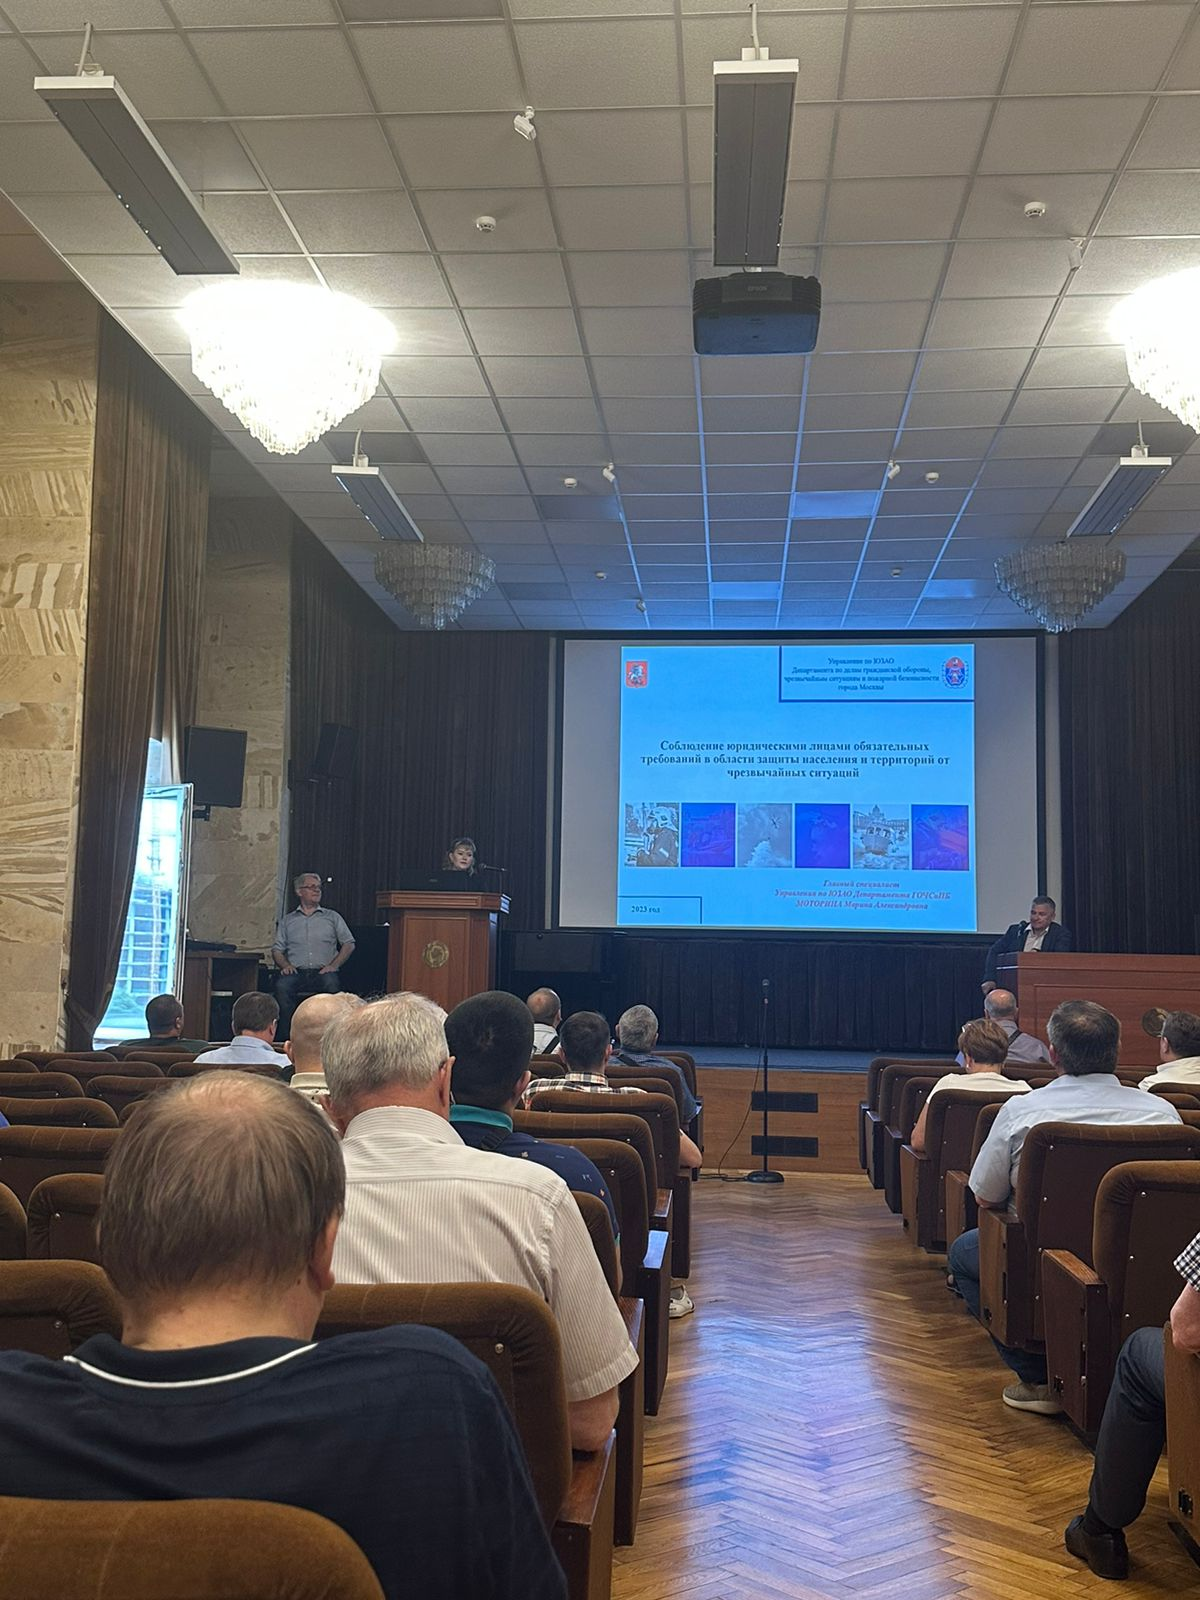 EPSON
Управление по ЮЗАО
Департамента по делам гражданской обороны,
чрезвычайным ситуациям и пожарной безопасности
города Москвы
Соблюдение юридическими лицами обязательных
требований в области защиты населения и территорий от
чрезвычайных ситуаций
Главный специалист
Управления по ЮЗАО Департамента ГОЧСиПБ
МОТОРИНА Марина Александровна
2023 год